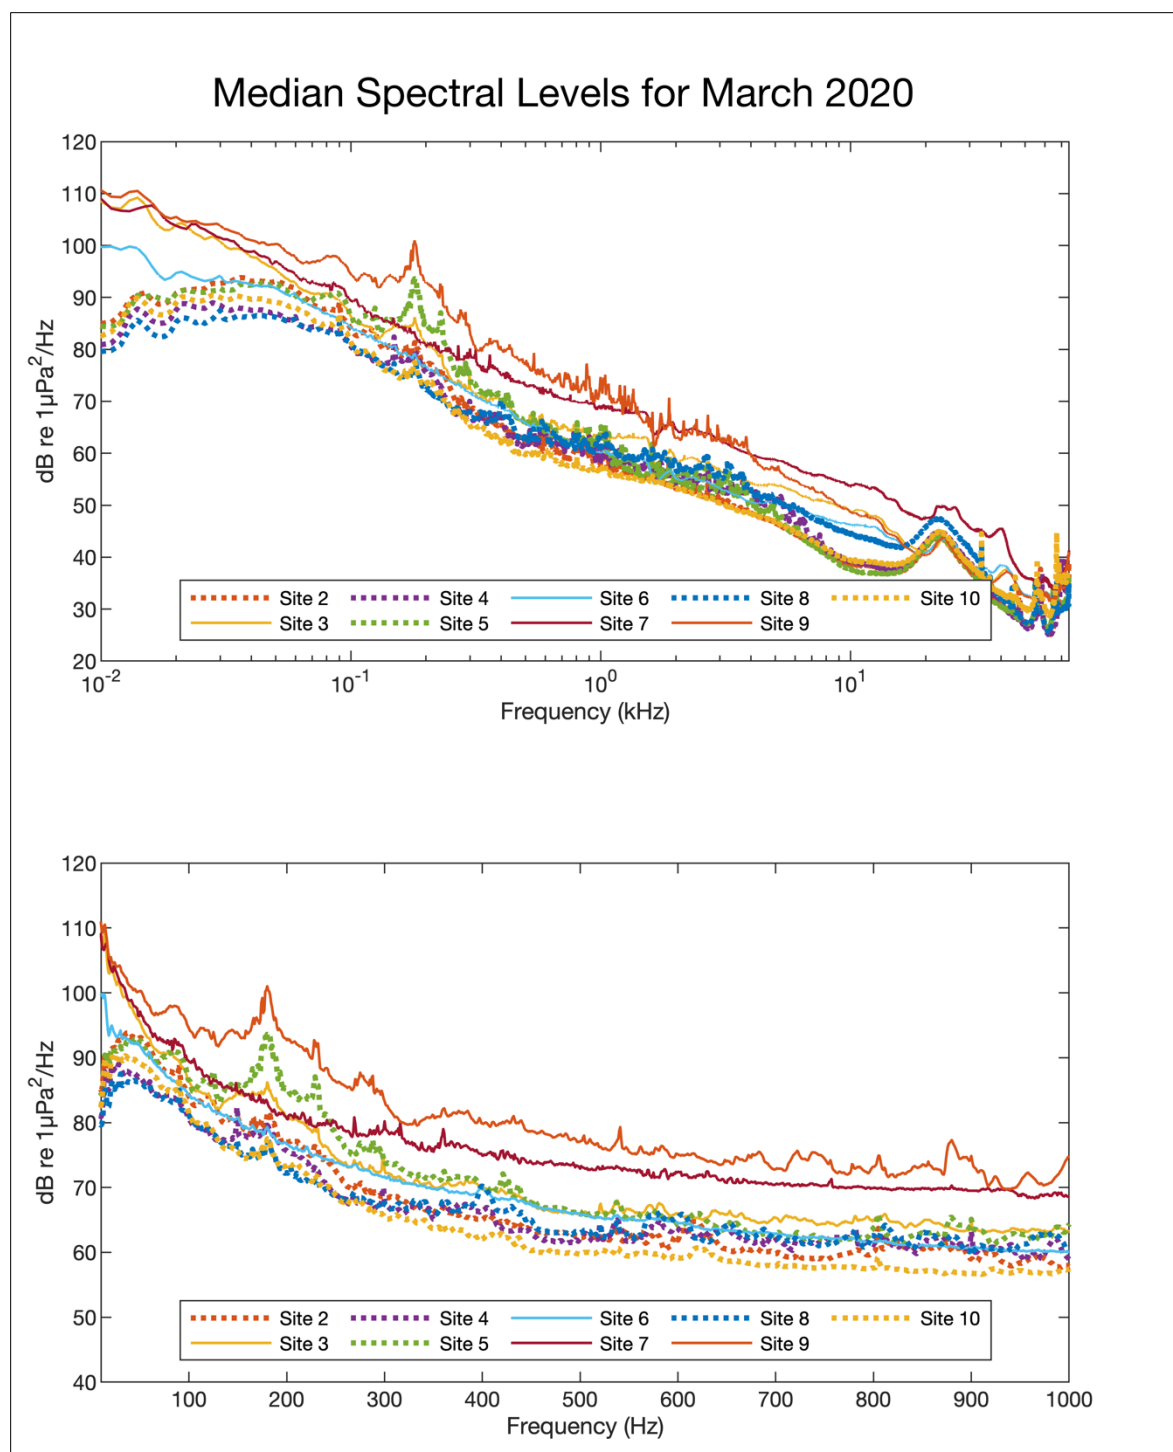 Median Spectral Levels for March 2020
120
110
100
90
80
70
60
50
40
30
20
dB re 1µPa²/Hz
Site 2 Site 4 Site 6 Site 8 Site 10
Site 3 Site 5 Site 7 Site 9
10⁻² 10⁻¹ 10⁰ 10¹
Frequency (kHz)
120
110
100
90
80
70
60
50
40
dB re 1µPa²/Hz
Site 2 Site 4 Site 6 Site 8 Site 10
Site 3 Site 5 Site 7 Site 9
100 200 300 400 500 600 700 800 900 1000
Frequency (Hz)